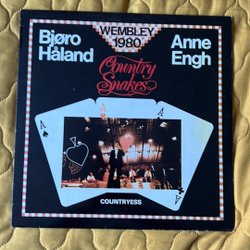 WEMBLEY
1980
Bjøro
Håland
Anne
Engh
Country
Snakes
A
A
A
A
COUNTRYESS